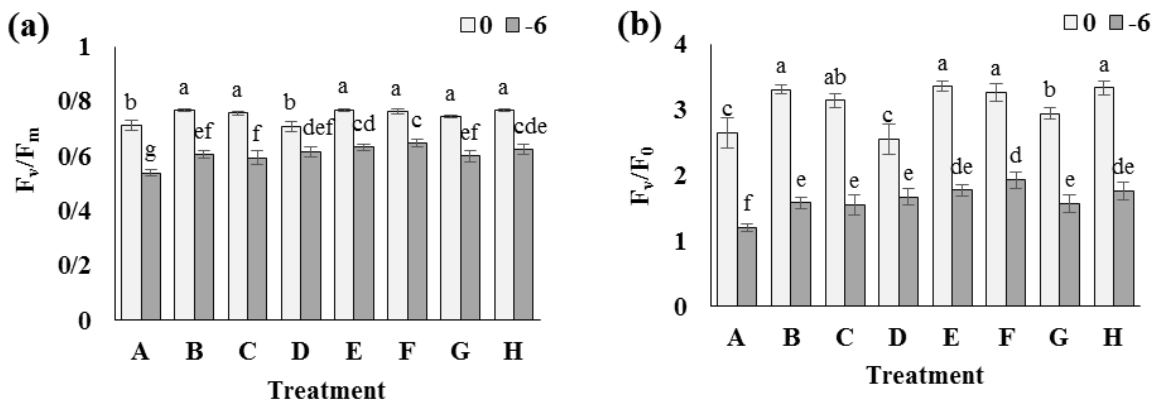 (a)
0 -6
1
0/8
0/6
0/4
0/2
0
Fv/Fm
b a a b a a a a
g ef f def cd c ef cde
A B C D E F G H
Treatment
(b)
0 -6
4
3
2
1
0
Fv/F0
c a ab c a a g a
f e e e de d e de
A B C D E F G H
Treatment